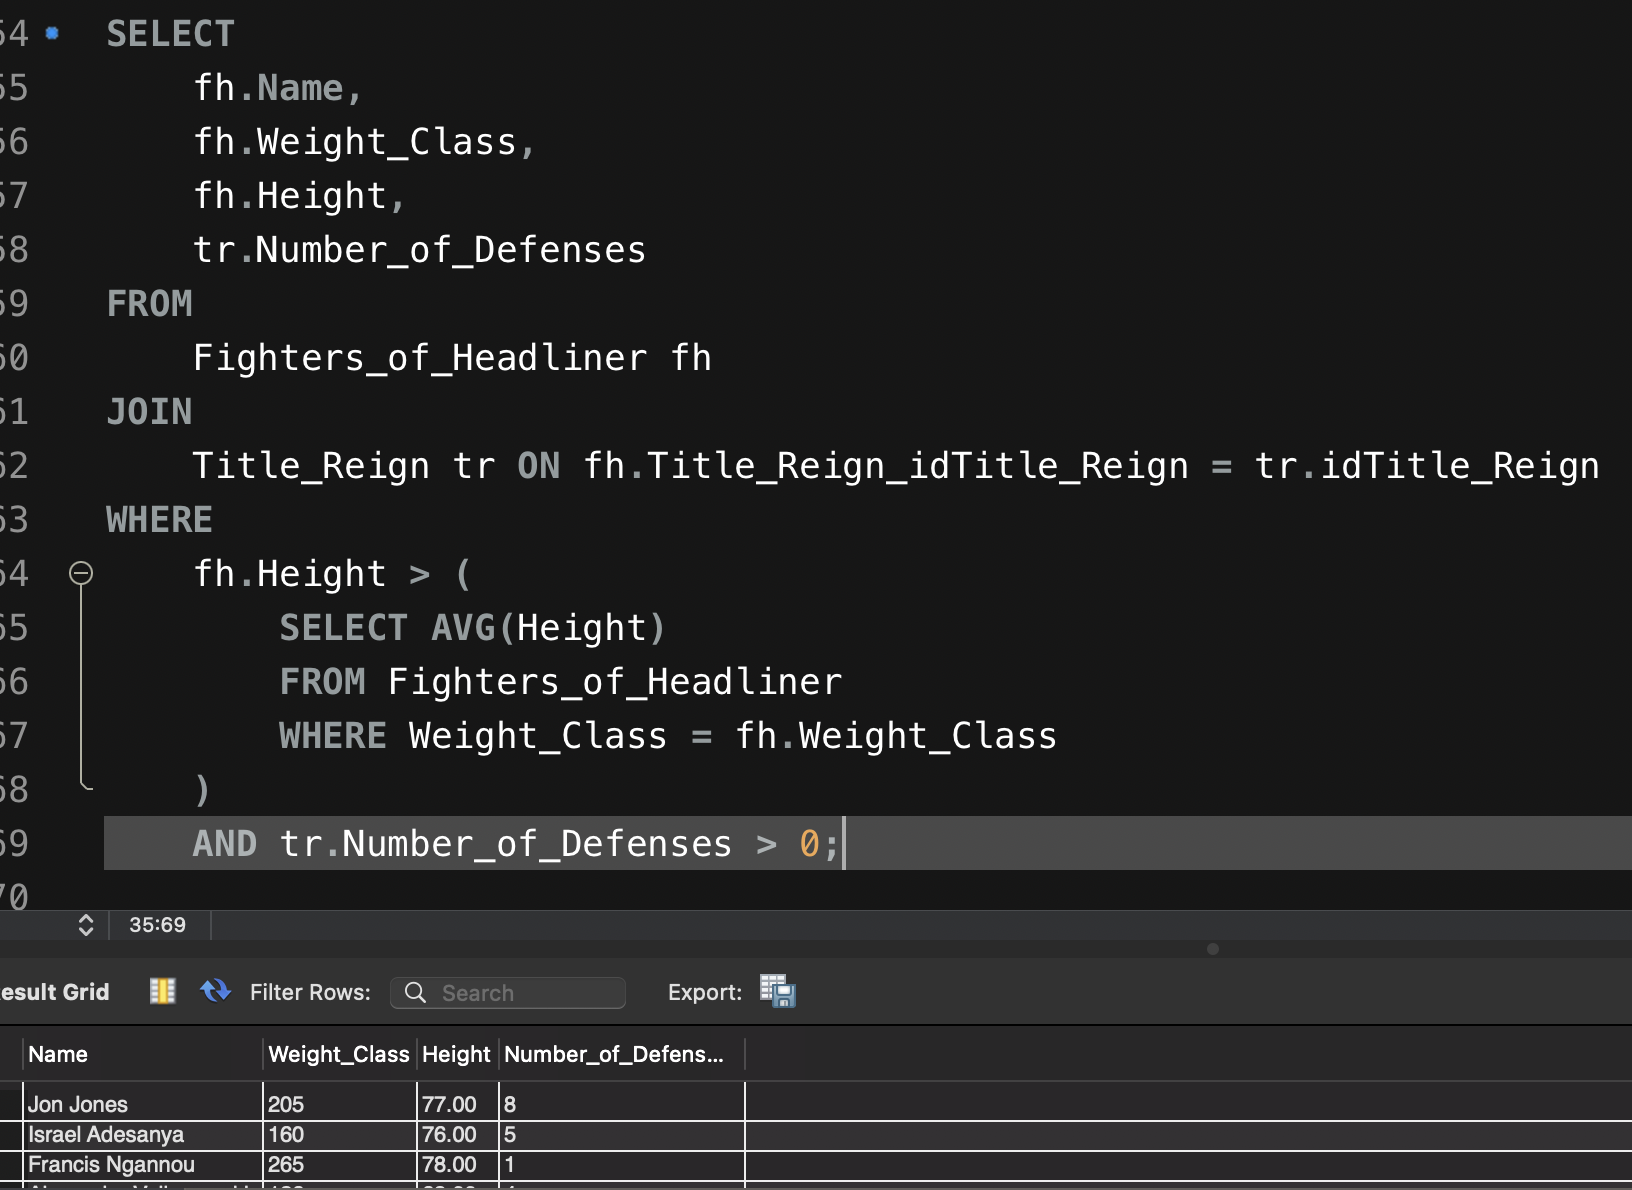 54 SELECT
55 fh.Name,
56 fh.Weight_Class,
57 fh.Height,
58 tr.Number_of_Defenses
59 FROM
60 Fighters_of_Headliner fh
61 JOIN
62 Title_Reign tr ON fh.Title_Reign_idTitle_Reign = tr.idTitle_Reign
63 WHERE
64 fh.Height > (
65 SELECT AVG(Height)
66 FROM Fighters_of_Headliner
67 WHERE Weight_Class = fh.Weight_Class
68 )
69 AND tr.Number_of_Defenses > 0;
70
35:69
esult Grid Filter Rows: Search Export:
Name Weight_Class Height Number_of_Defens...
Jon Jones 205 77.00 8
Israel Adesanya 160 76.00 5
Francis Ngannou 265 78.00 1